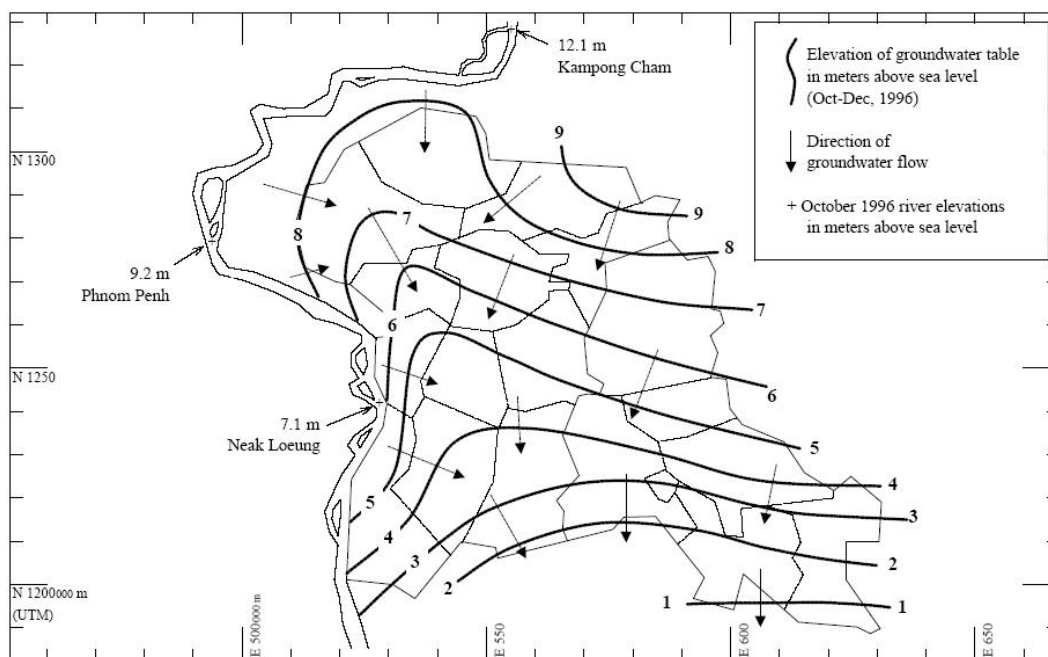 12.1 m
Kampong Cham
Elevation of groundwater table
in meters above sea level
(Oct-Dec, 1996)
Direction of
groundwater flow
+ October 1996 river elevations
in meters above sea level
N 1300
9
9
8
7
8
9.2 m
Phnom Penh
7
6
N 1250
6
7.1 m
Neak Loeung
5
5
4
4
3
3
2
2
1
1
N 1200000 m
(UTM)
E 500000 m
E 550
E 600
E 650